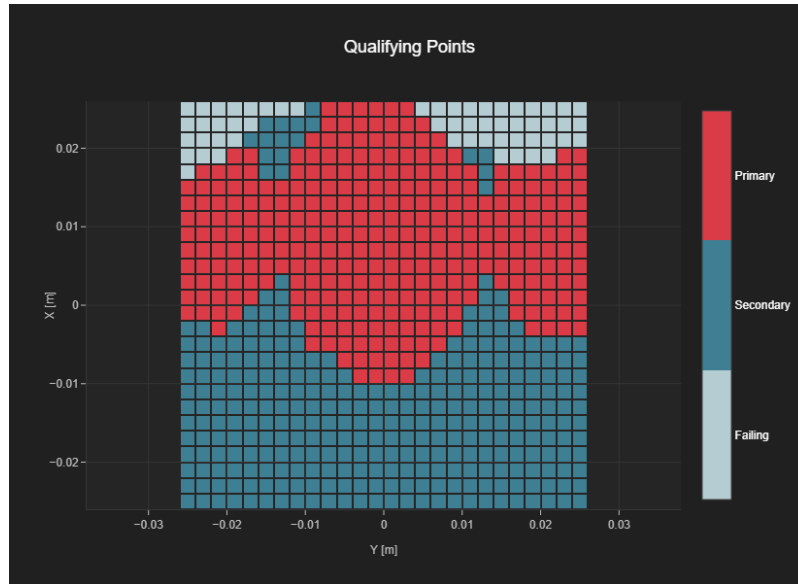 Qualifying Points
0.02
0.01
0
−0.01
−0.02
X [m]
−0.03
−0.02
−0.01
0
0.01
0.02
0.03
Y [m]
Primary
Secondary
Failing